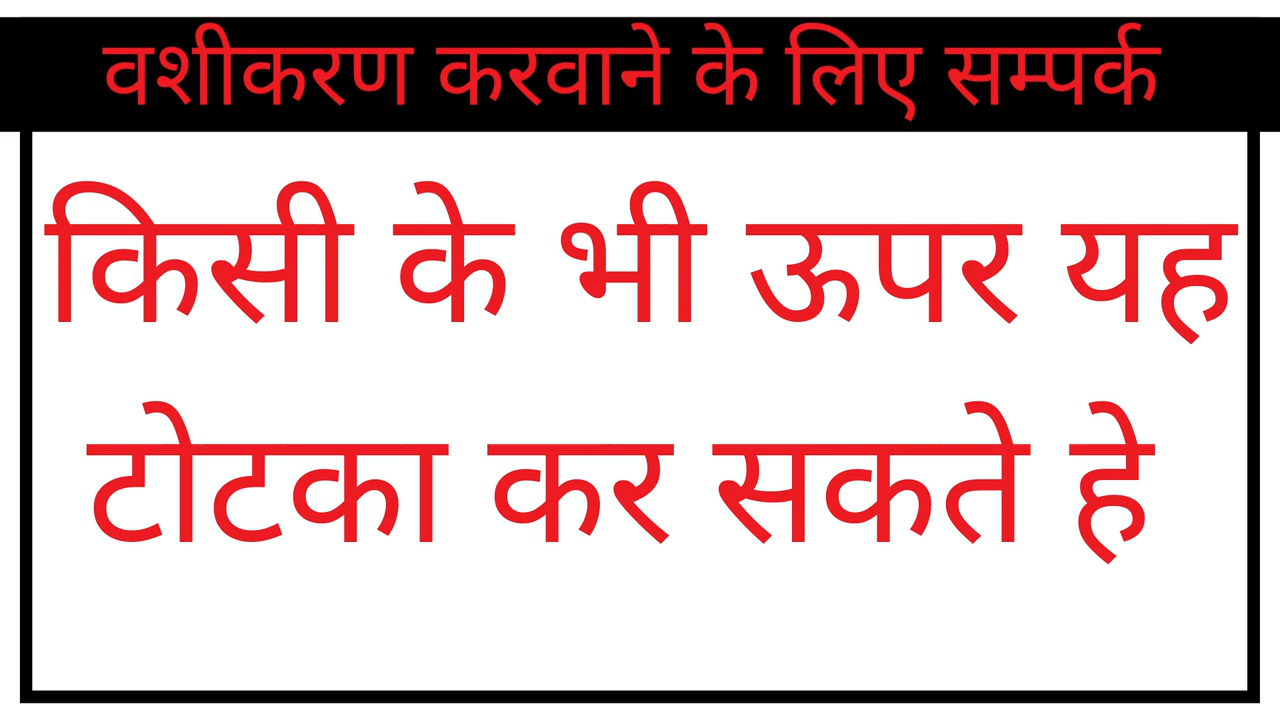 वशीकरण करवाने के लिए सम्पर्क
किसी के भी ऊपर यह
टोटका कर सकते हे